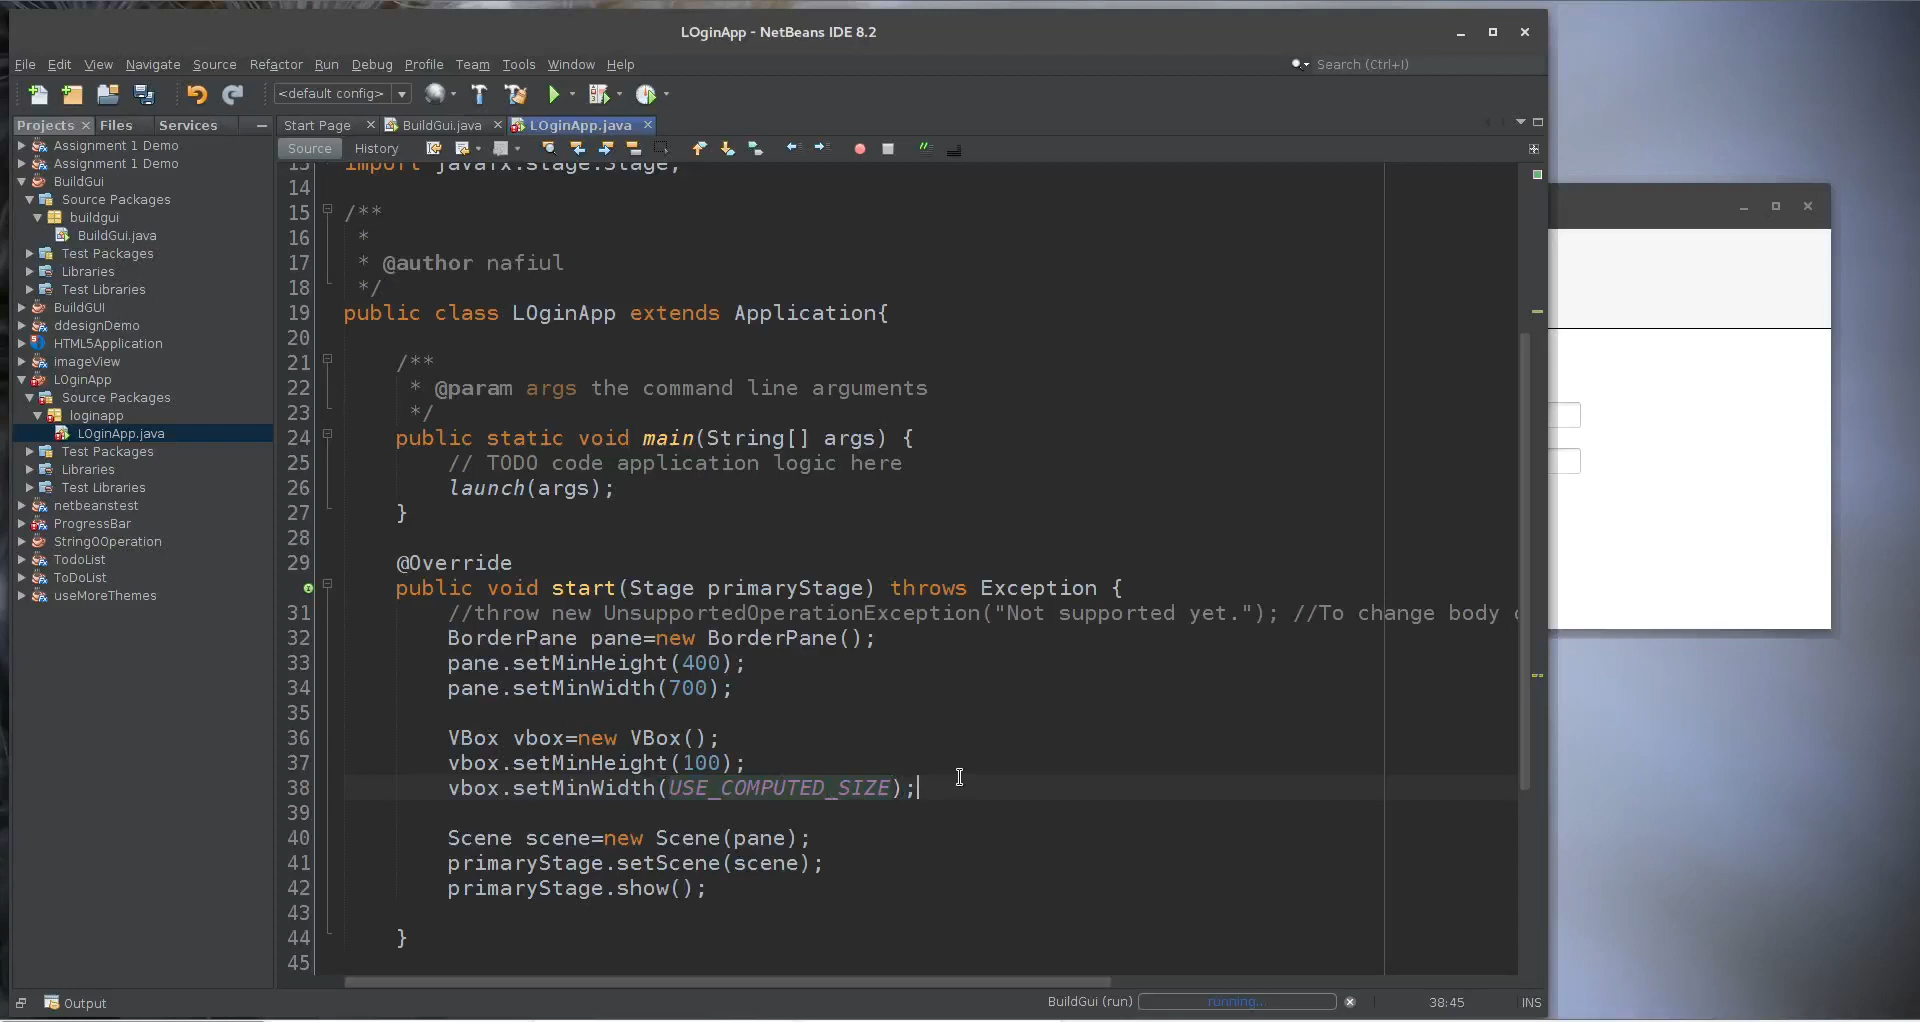 LOginApp - NetBeans IDE 8.2
File Edit View Navigate Source Refactor Run Debug Profile Team Tools Window Help
Search (Ctrl+I)
<default config>
Projects Files Services
Start Page BuildGui.java LOginApp.java
Source History
Assignment 1 Demo
Assignment 1 Demo
BuildGui
Source Packages
buildgui
BuildGui.java
Test Packages
Libraries
Test Libraries
BuildGUI
ddesignDemo
HTML5Application
imageView
LOginApp
Source Packages
loginapp
LOginApp.java
Test Packages
Libraries
Test Libraries
netbeanstest
ProgressBar
StringOOperation
TodoList
ToDoList
useMoreThemes
13 import javafx.stage.Stage;
14
15 /**
16 *
17 * @author nafiul
18 */
19 public class LOginApp extends Application{
20
21 /**
22 * @param args the command line arguments
23 */
24 public static void main(String[] args) {
25 // TODO code application logic here
26 launch(args);
27 }
28
29 @Override
public void start(Stage primaryStage) throws Exception {
31 //throw new UnsupportedOperationException("Not supported yet."); //To change body
32 BorderPane pane=new BorderPane();
33 pane.setMinHeight(400);
34 pane.setMinWidth(700);
35
36 VBox vbox=new VBox();
37 vbox.setMinHeight(100);
38 vbox.setMinWidth(USE_COMPUTED_SIZE);
39
40 Scene scene=new Scene(pane);
41 primaryStage.setScene(scene);
42 primaryStage.show();
43
44 }
45
Output
BuildGui (run) running... 38:45 INS